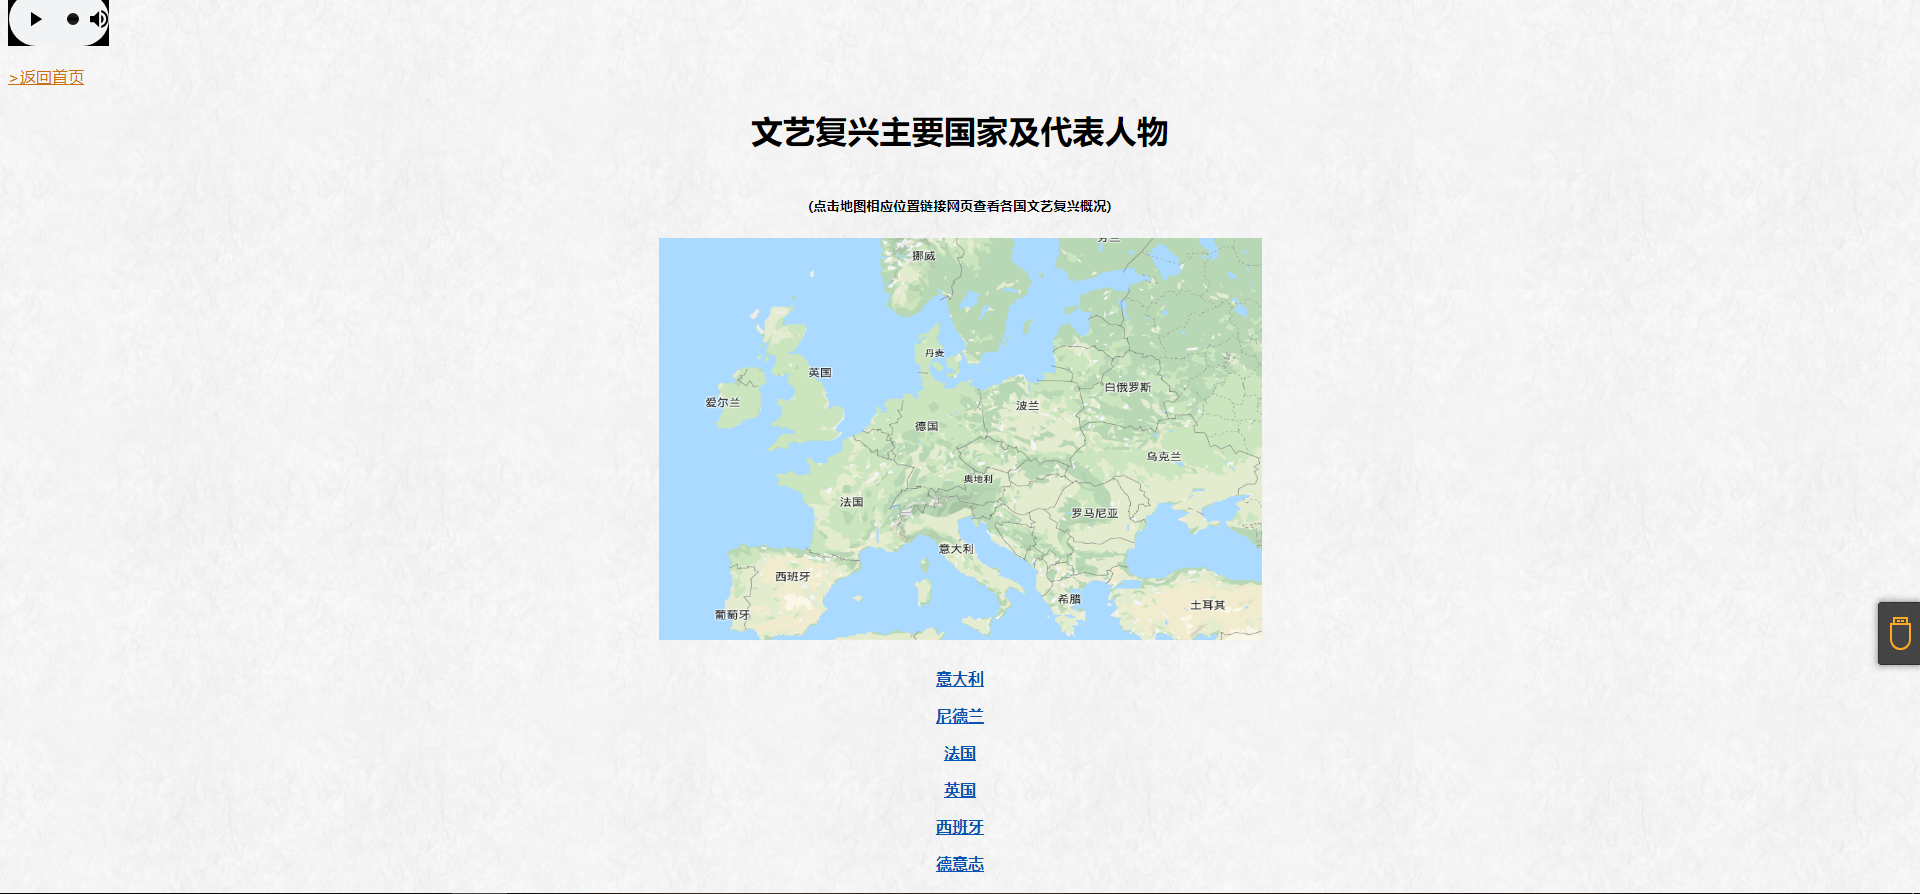 >返回首页
文艺复兴主要国家及代表人物
(点击地图相应位置链接网页查看各国文艺复兴概况)
芬兰
挪威
丹麦
英国
白俄罗斯
爱尔兰
波兰
德国
乌克兰
奥地利
法国
罗马尼亚
意大利
西班牙
希腊
土耳其
葡萄牙
意大利
尼德兰
法国
英国
西班牙
德意志